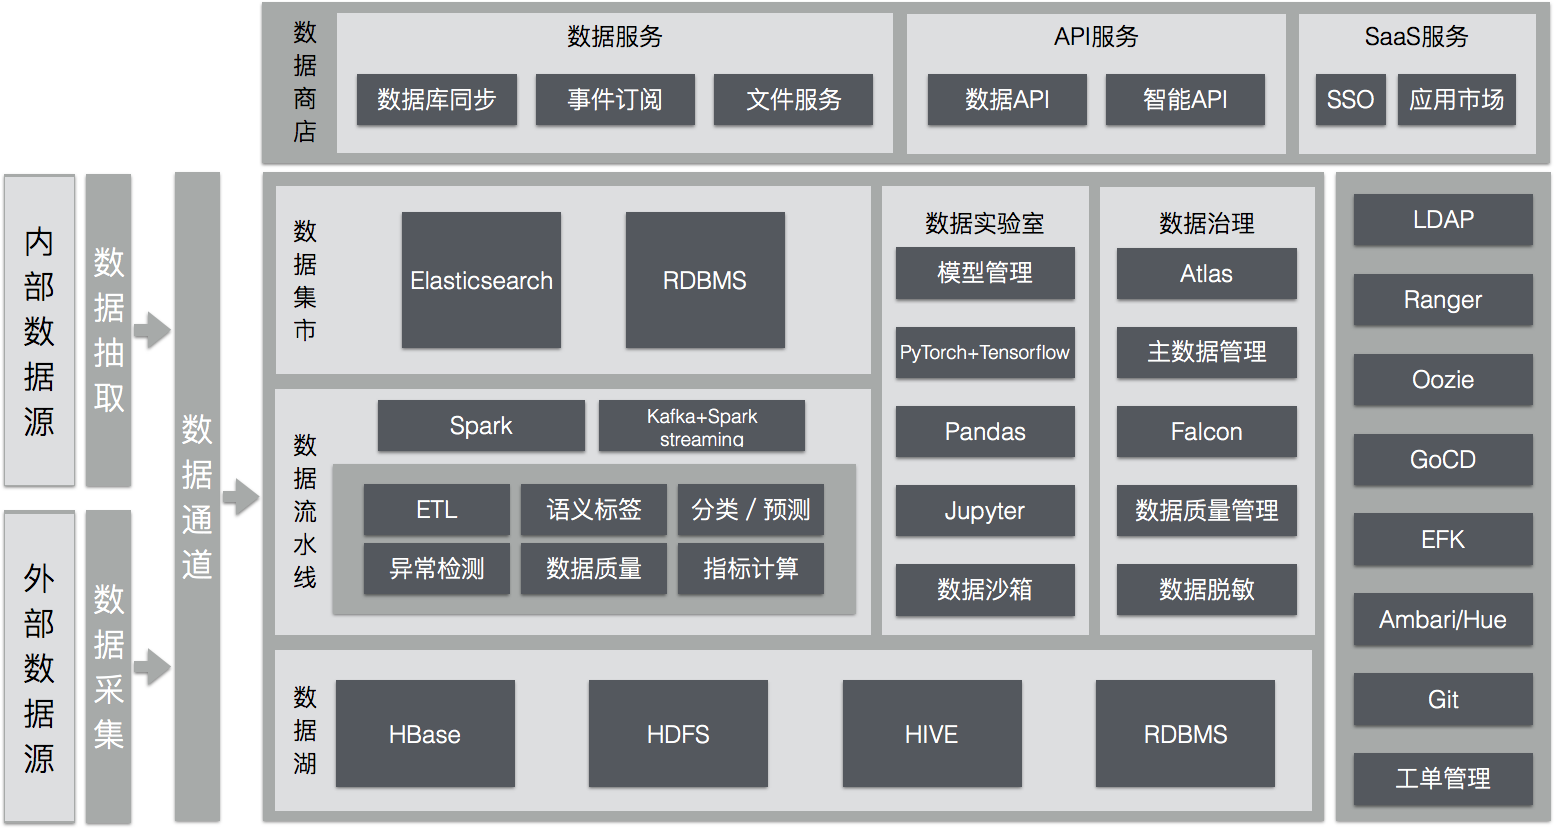 数据商店
数据服务
数据库同步
事件订阅
文件服务
API服务
数据API
智能API
SaaS服务
SSO
应用市场
内部数据源
数据抽取
外部数据源
数据采集
数据通道
数据集市
Elasticsearch
RDBMS
数据流水线
Spark
Kafka+Spark
streaming
ETL
语义标签
分类 / 预测
异常检测
数据质量
指标计算
数据实验室
模型管理
PyTorch+Tensorflow
Pandas
Jupyter
数据沙箱
数据治理
Atlas
主数据管理
Falcon
数据质量管理
数据脱敏
数据湖
HBase
HDFS
HIVE
RDBMS
LDAP
Ranger
Oozie
GoCD
EFK
Ambari/Hue
Git
工单管理